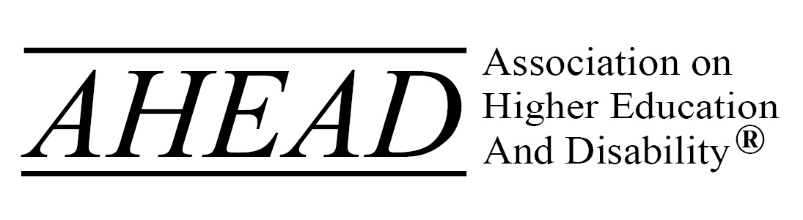 AHEAD
Association on
Higher Education
And Disability®